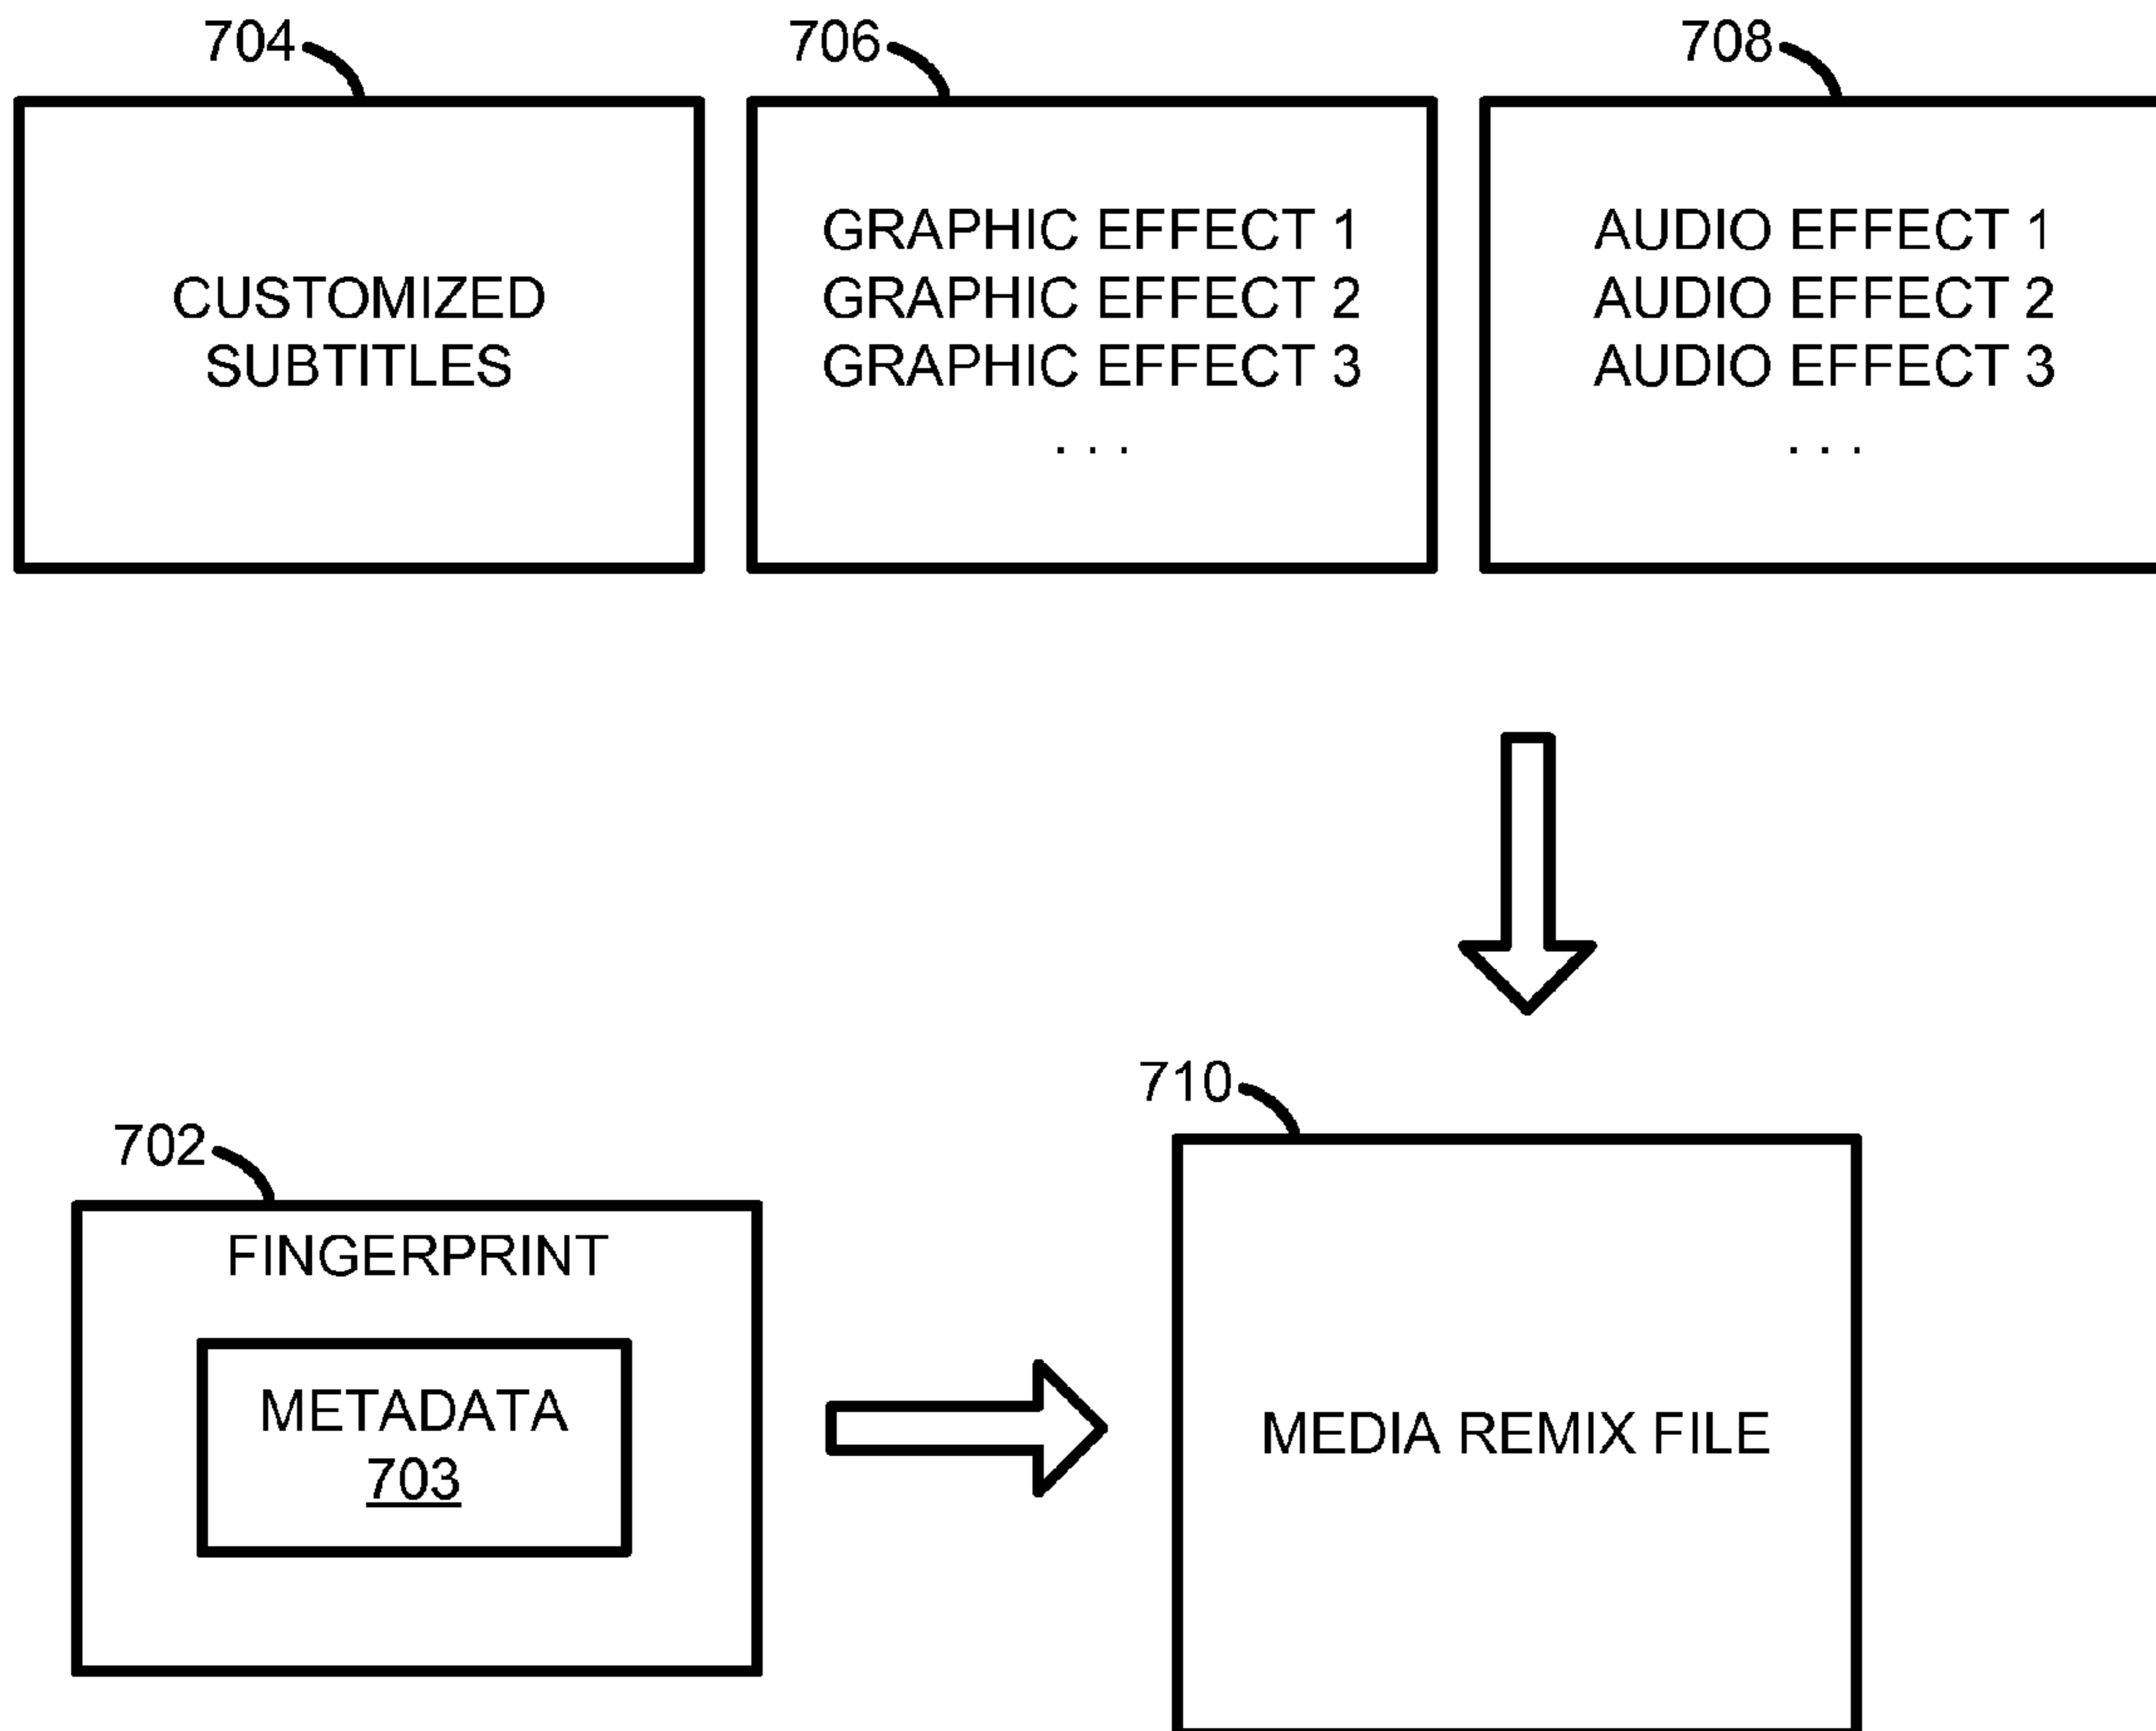 704
706
708
CUSTOMIZED
SUBTITLES
GRAPHIC EFFECT 1
GRAPHIC EFFECT 2
GRAPHIC EFFECT 3
. . .
AUDIO EFFECT 1
AUDIO EFFECT 2
AUDIO EFFECT 3
. . .
702
FINGERPRINT
METADATA
703
710
MEDIA REMIX FILE